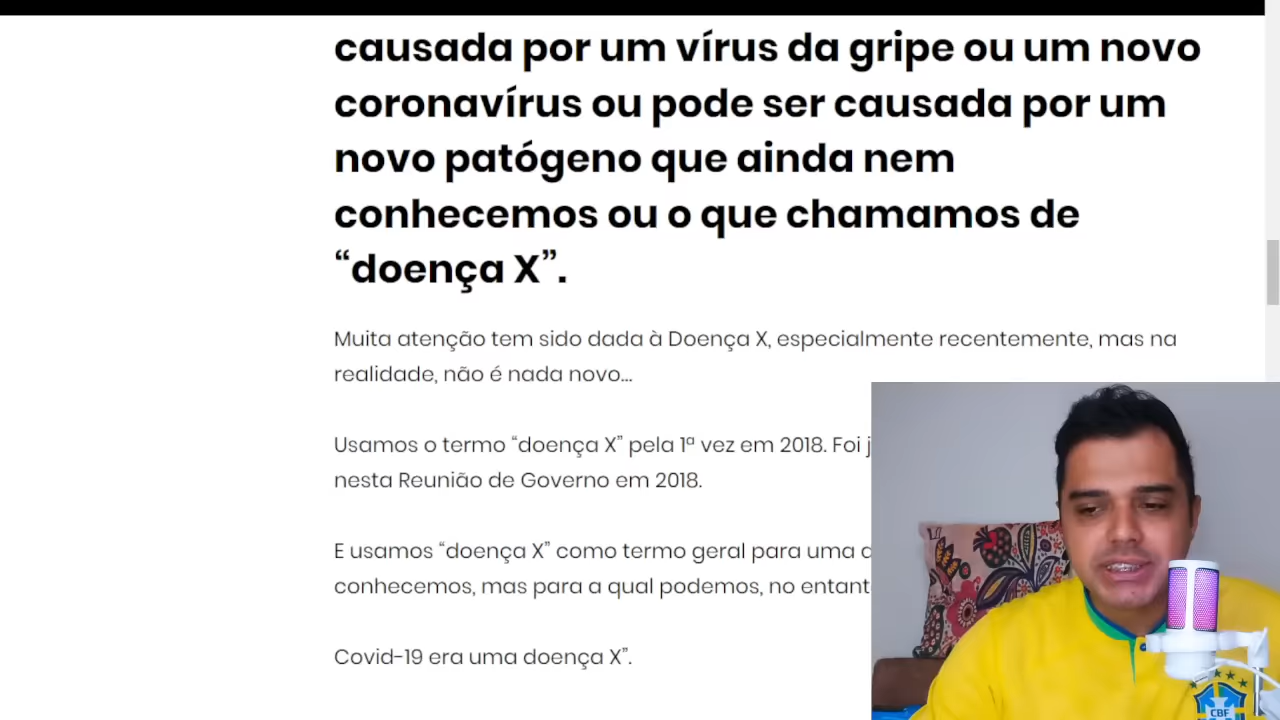 causada por um vírus da gripe ou um novo
coronavírus ou pode ser causada por um
novo patógeno que ainda nem
conhecemos ou o que chamamos de
“doença X”.
Muita atenção tem sido dada à Doença X, especialmente recentemente, mas na
realidade, não é nada novo...
Usamos o termo “doença X” pela 1ª vez em 2018. Foi
nesta Reunião de Governo em 2018.
E usamos “doença X” como termo geral para uma
conhecemos, mas para a qual podemos, no
Covid-19 era uma doença X”.
CBF